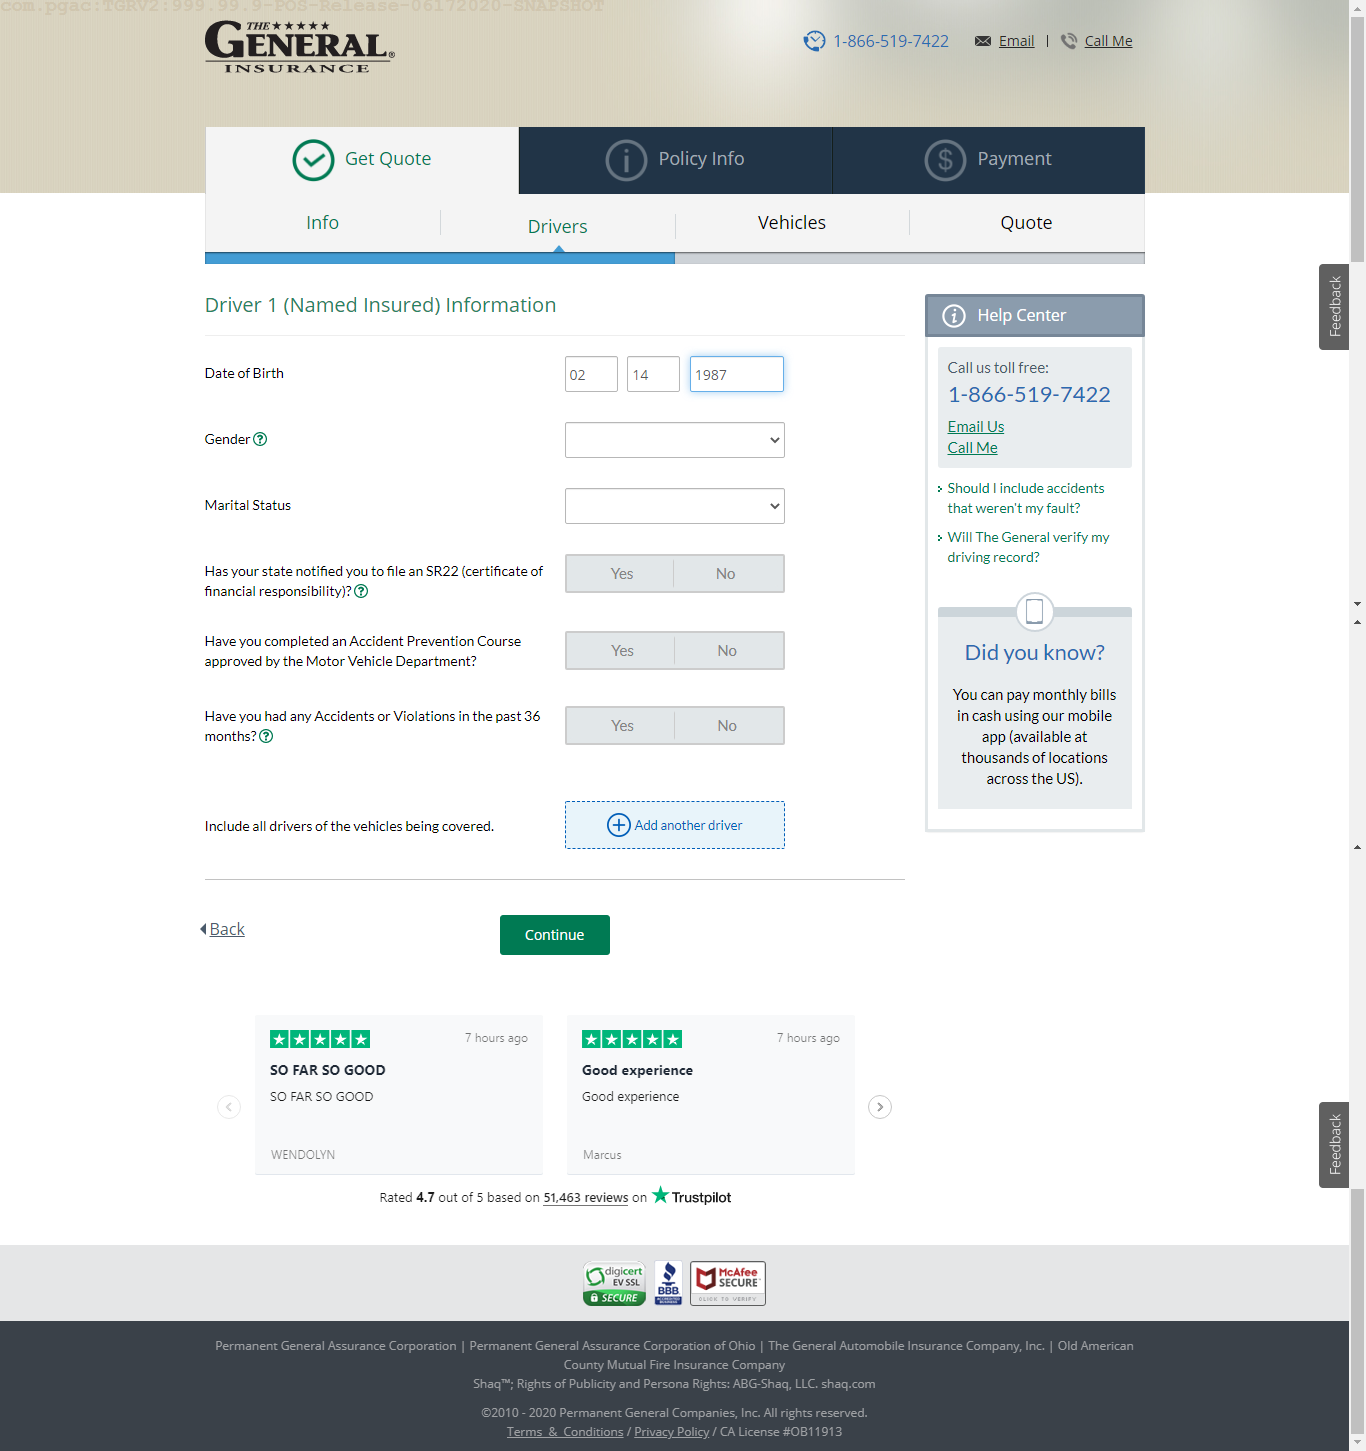 com.pgac:TGRV2:999.99.9-POS-Release-06172020-SNAPSHOT
THE
GENERAL®
INSURANCE
1-866-519-7422
Email | Call Me
Get Quote
Policy Info
Payment
Info
Drivers
Vehicles
Quote
Driver 1 (Named Insured) Information
Date of Birth
02
14
1987
Gender
Marital Status
Has your state notified you to file an SR22 (certificate of
financial responsibility)?
Yes
No
Have you completed an Accident Prevention Course
approved by the Motor Vehicle Department?
Yes
No
Have you had any Accidents or Violations in the past 36
months?
Yes
No
Include all drivers of the vehicles being covered.
Add another driver
Back
Continue
Help Center
Call us toll free:
1-866-519-7422
Email Us
Call Me
Should I include accidents
that weren't my fault?
Will The General verify my
driving record?
Did you know?
You can pay monthly bills
in cash using our mobile
app (available at
thousands of locations
across the US).
Feedback
7 hours ago
SO FAR SO GOOD
SO FAR SO GOOD
WENDOLYN
7 hours ago
Good experience
Good experience
Marcus
Rated 4.7 out of 5 based on 51,463 reviews on Trustpilot
Feedback
digicert
EV SSL
SECURE
BBB
ACCREDITED
BUSINESS
McAfee
SECURE
CLICK TO VERIFY
Permanent General Assurance Corporation | Permanent General Assurance Corporation of Ohio | The General Automobile Insurance Company, Inc. | Old American
County Mutual Fire Insurance Company
Shaq™; Rights of Publicity and Persona Rights: ABG-Shaq, LLC. shaq.com
©2010 - 2020 Permanent General Companies, Inc. All rights reserved.
Terms & Conditions / Privacy Policy / CA License #OB11913